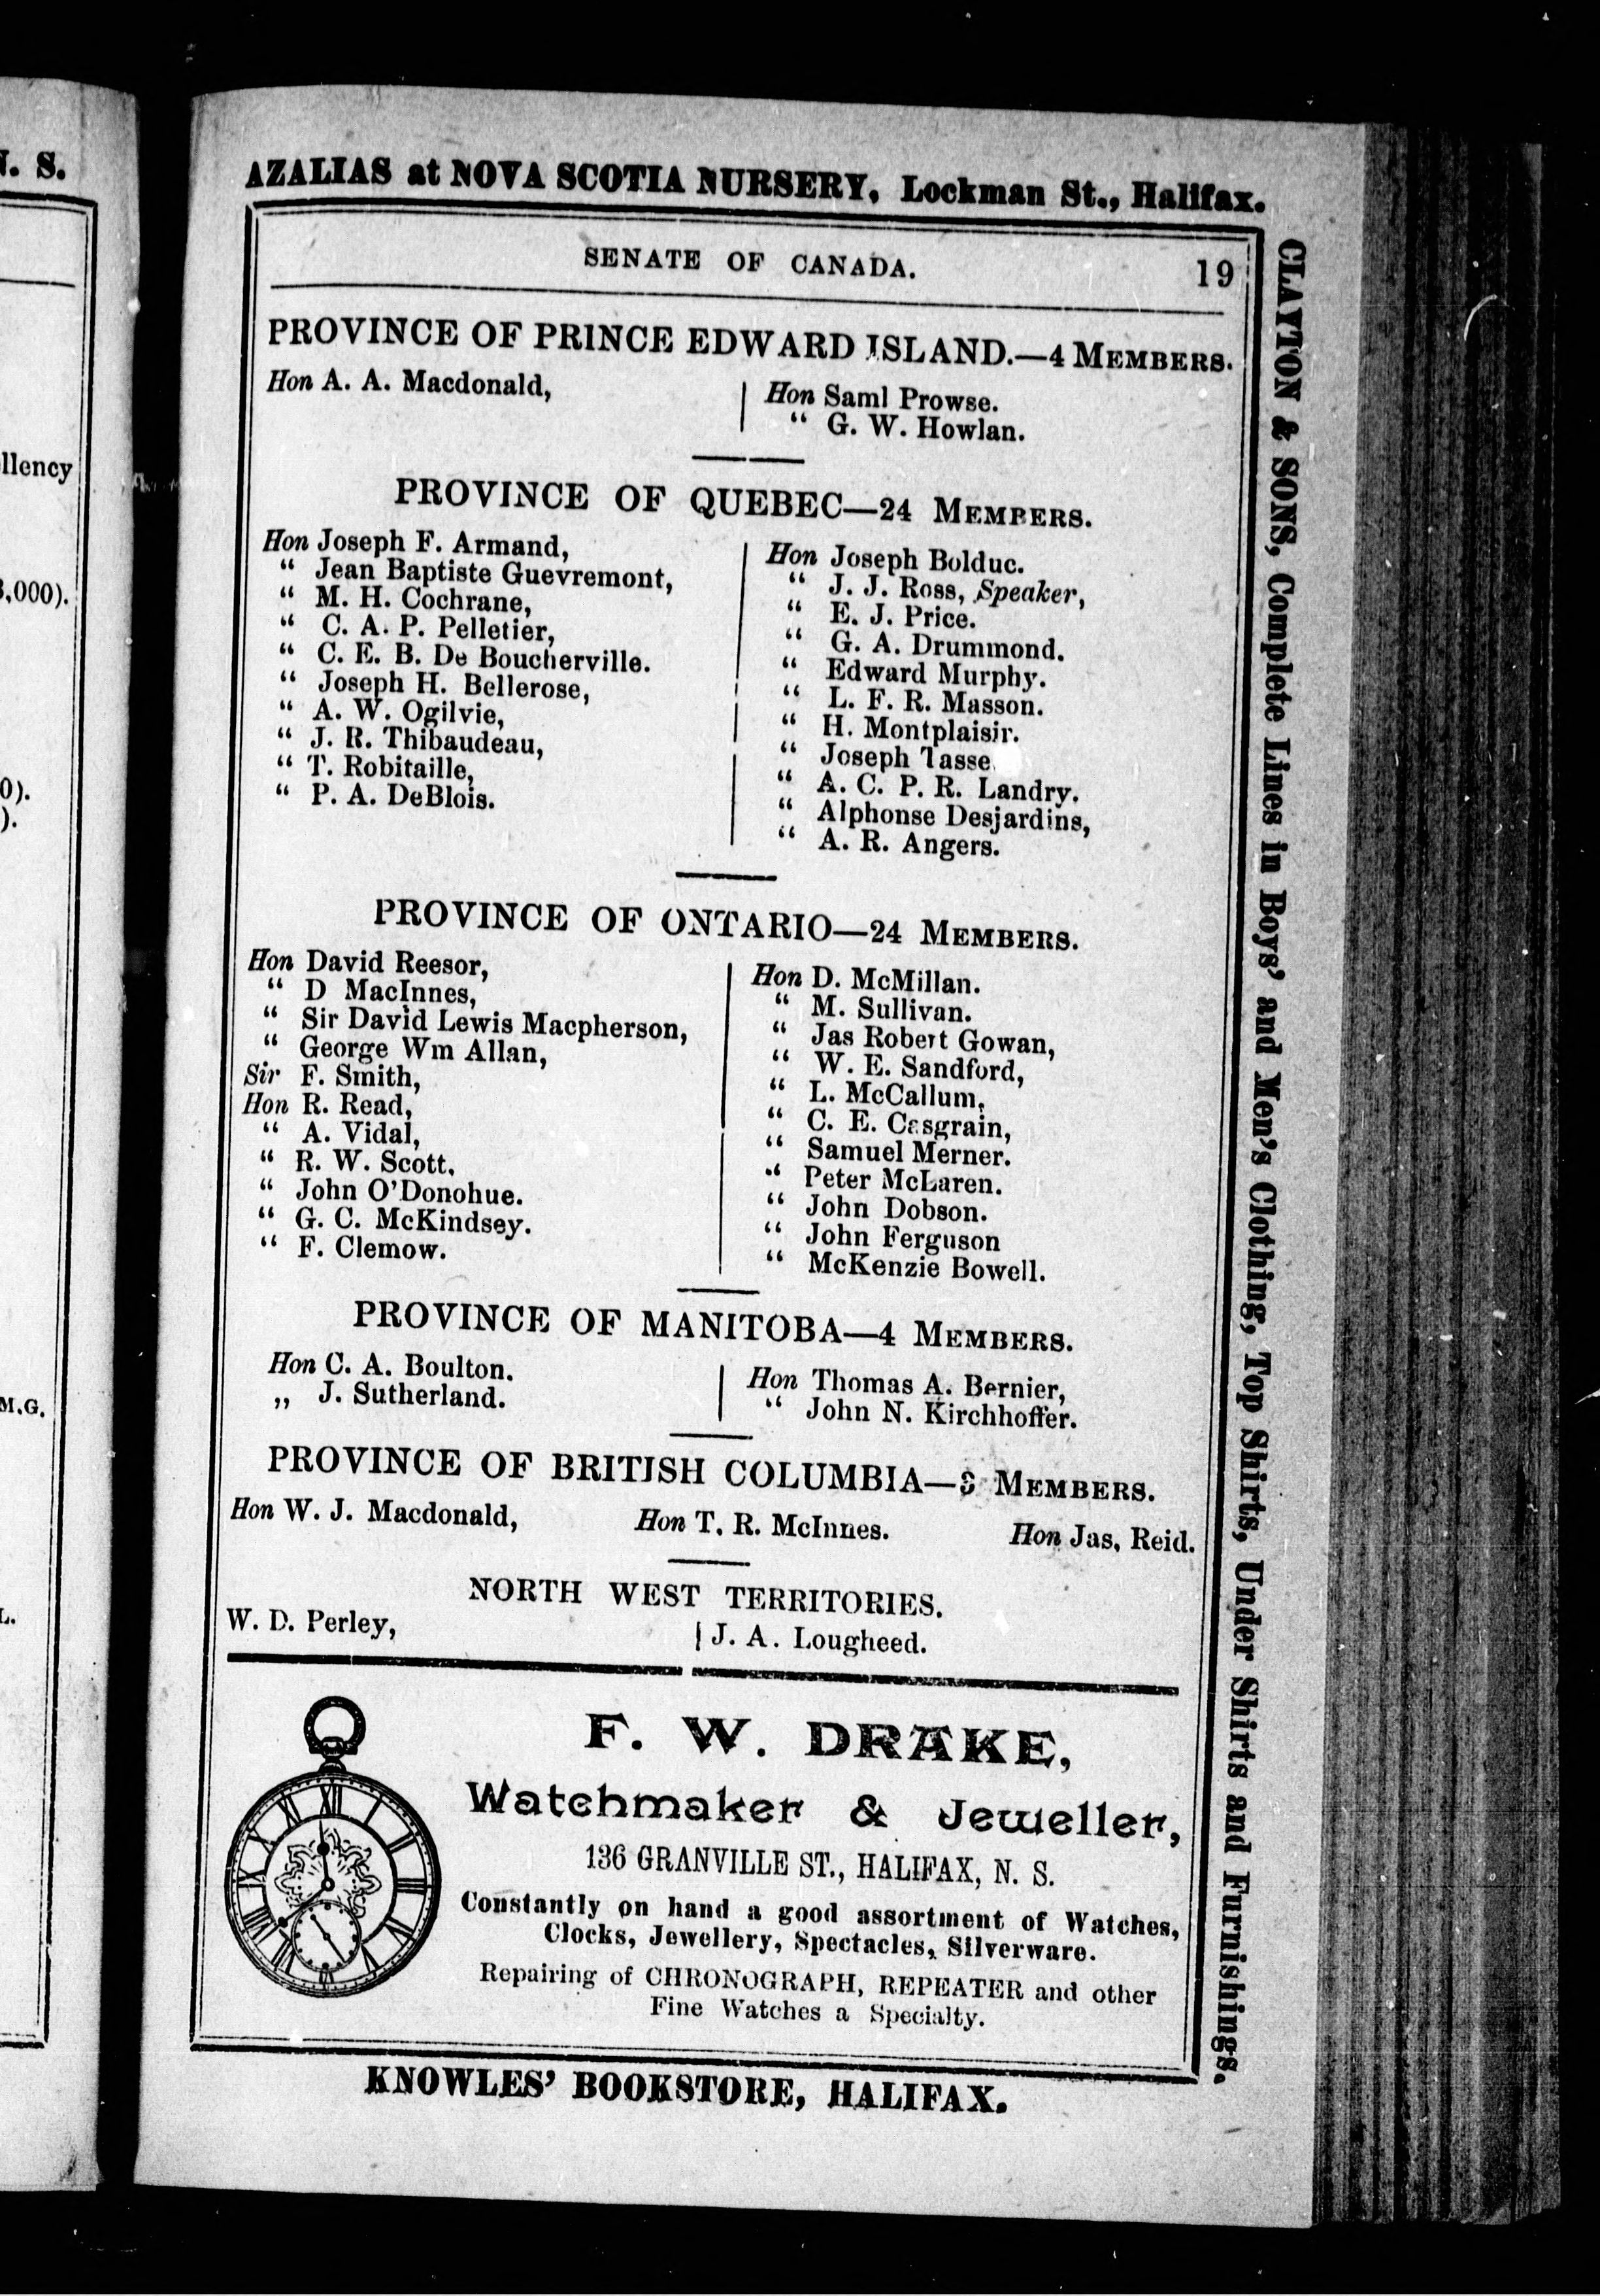 AZALIAS at NOVA SCOTIA NURSERY, Lockman St., Halifax.
SENATE OF CANADA. 19
PROVINCE OF PRINCE EDWARD ISLAND.—4 MEMBERS.
Hon A. A. Macdonald,
Hon Saml Prowse.
“ G. W. Howlan.
PROVINCE OF QUEBEC—24 MEMBERS.
Hon Joseph F. Armand,
“ Jean Baptiste Guevremont,
“ M. H. Cochrane,
“ C. A. P. Pelletier,
“ C. E. B. De Boucherville.
“ Joseph H. Bellerose,
“ A. W. Ogilvie,
“ J. R. Thibaudeau,
“ T. Robitaille,
“ P. A. DeBlois.
Hon Joseph Bolduc.
“ J. J. Ross, Speaker,
“ E. J. Price.
“ G. A. Drummond.
“ Edward Murphy.
“ L. F. R. Masson.
“ H. Montplaisir.
“ Joseph Tasse
“ A. C. P. R. Landry.
“ Alphonse Desjardins,
“ A. R. Angers.
PROVINCE OF ONTARIO—24 MEMBERS.
Hon David Reesor,
“ D MacInnes,
“ Sir David Lewis Macpherson,
“ George Wm Allan,
Sir F. Smith,
Hon R. Read,
“ A. Vidal,
“ R. W. Scott.
“ John O'Donohue.
“ G. C. McKindsey.
“ F. Clemow.
Hon D. McMillan.
“ M. Sullivan.
“ Jas Robert Gowan,
“ W. E. Sandford,
“ L. McCallum,
“ C. E. Casgrain,
“ Samuel Merner.
“ Peter McLaren.
“ John Dobson.
“ John Ferguson
“ McKenzie Bowell.
PROVINCE OF MANITOBA—4 MEMBERS.
Hon C. A. Boulton.
„ J. Sutherland.
Hon Thomas A. Bernier,
“ John N. Kirchhoffer.
PROVINCE OF BRITISH COLUMBIA—3 MEMBERS.
Hon W. J. Macdonald, Hon T. R. McInnes. Hon Jas, Reid.
NORTH WEST TERRITORIES.
W. D. Perley, J. A. Lougheed.
F. W. DRAKE,
Watchmaker & Jeweller,
136 GRANVILLE ST., HALIFAX, N. S.
Constantly on hand a good assortment of Watches,
Clocks, Jewellery, Spectacles, Silverware.
Repairing of CHRONOGRAPH, REPEATER and other
Fine Watches a Specialty.
KNOWLES' BOOKSTORE, HALIFAX.
CLAYTON & SONS, Complete Lines in Boys' and Men's Clothing, Top Shirts, Under Shirts and Furnishings.